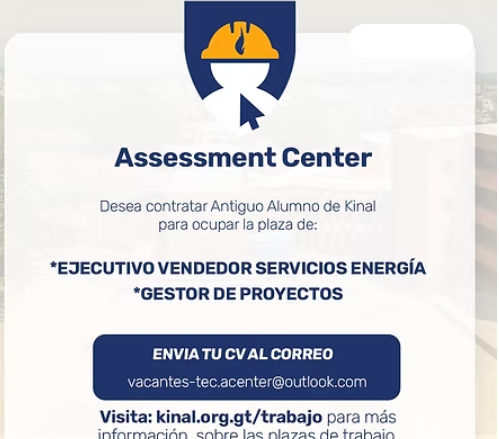 Assessment Center
Desea contratar Antiguo Alumno de Kinal
para ocupar la plaza de:
*EJECUTIVO VENDEDOR SERVICIOS ENERGÍA
*GESTOR DE PROYECTOS
ENVIA TU CV AL CORREO
vacantes-tec.acenter@outlook.com
Visita: kinal.org.gt/trabajo para más
información sobre las plazas de trabajo